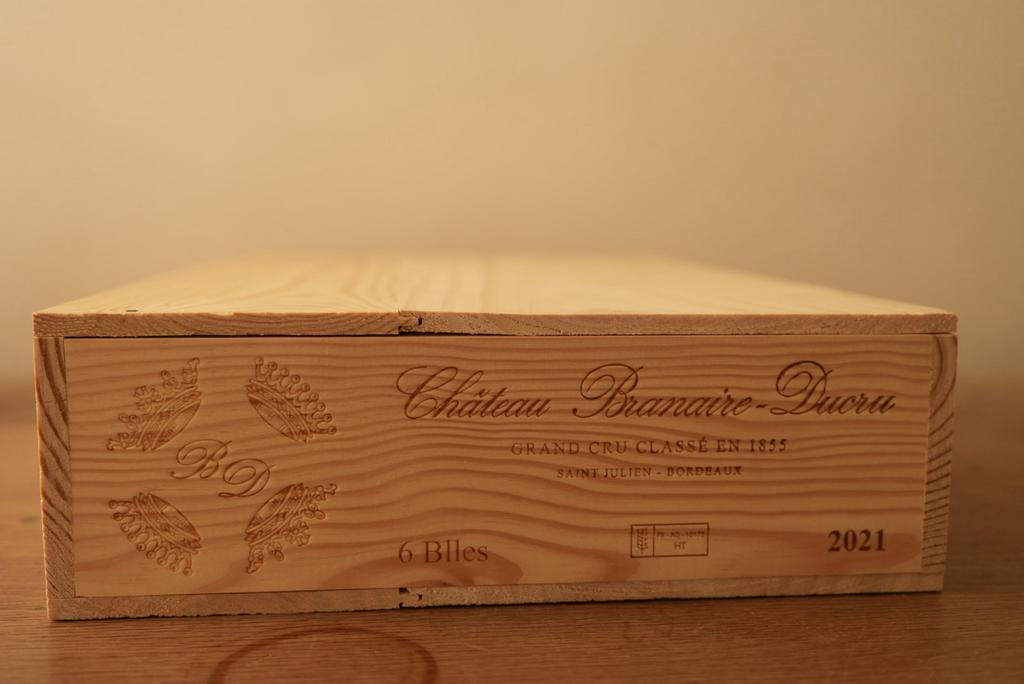 BD
Château Branaire-Ducru
GRAND CRU CLASSÉ EN 1855
SAINT JULIEN - BORDEAUX
6 Blles
HT
2021